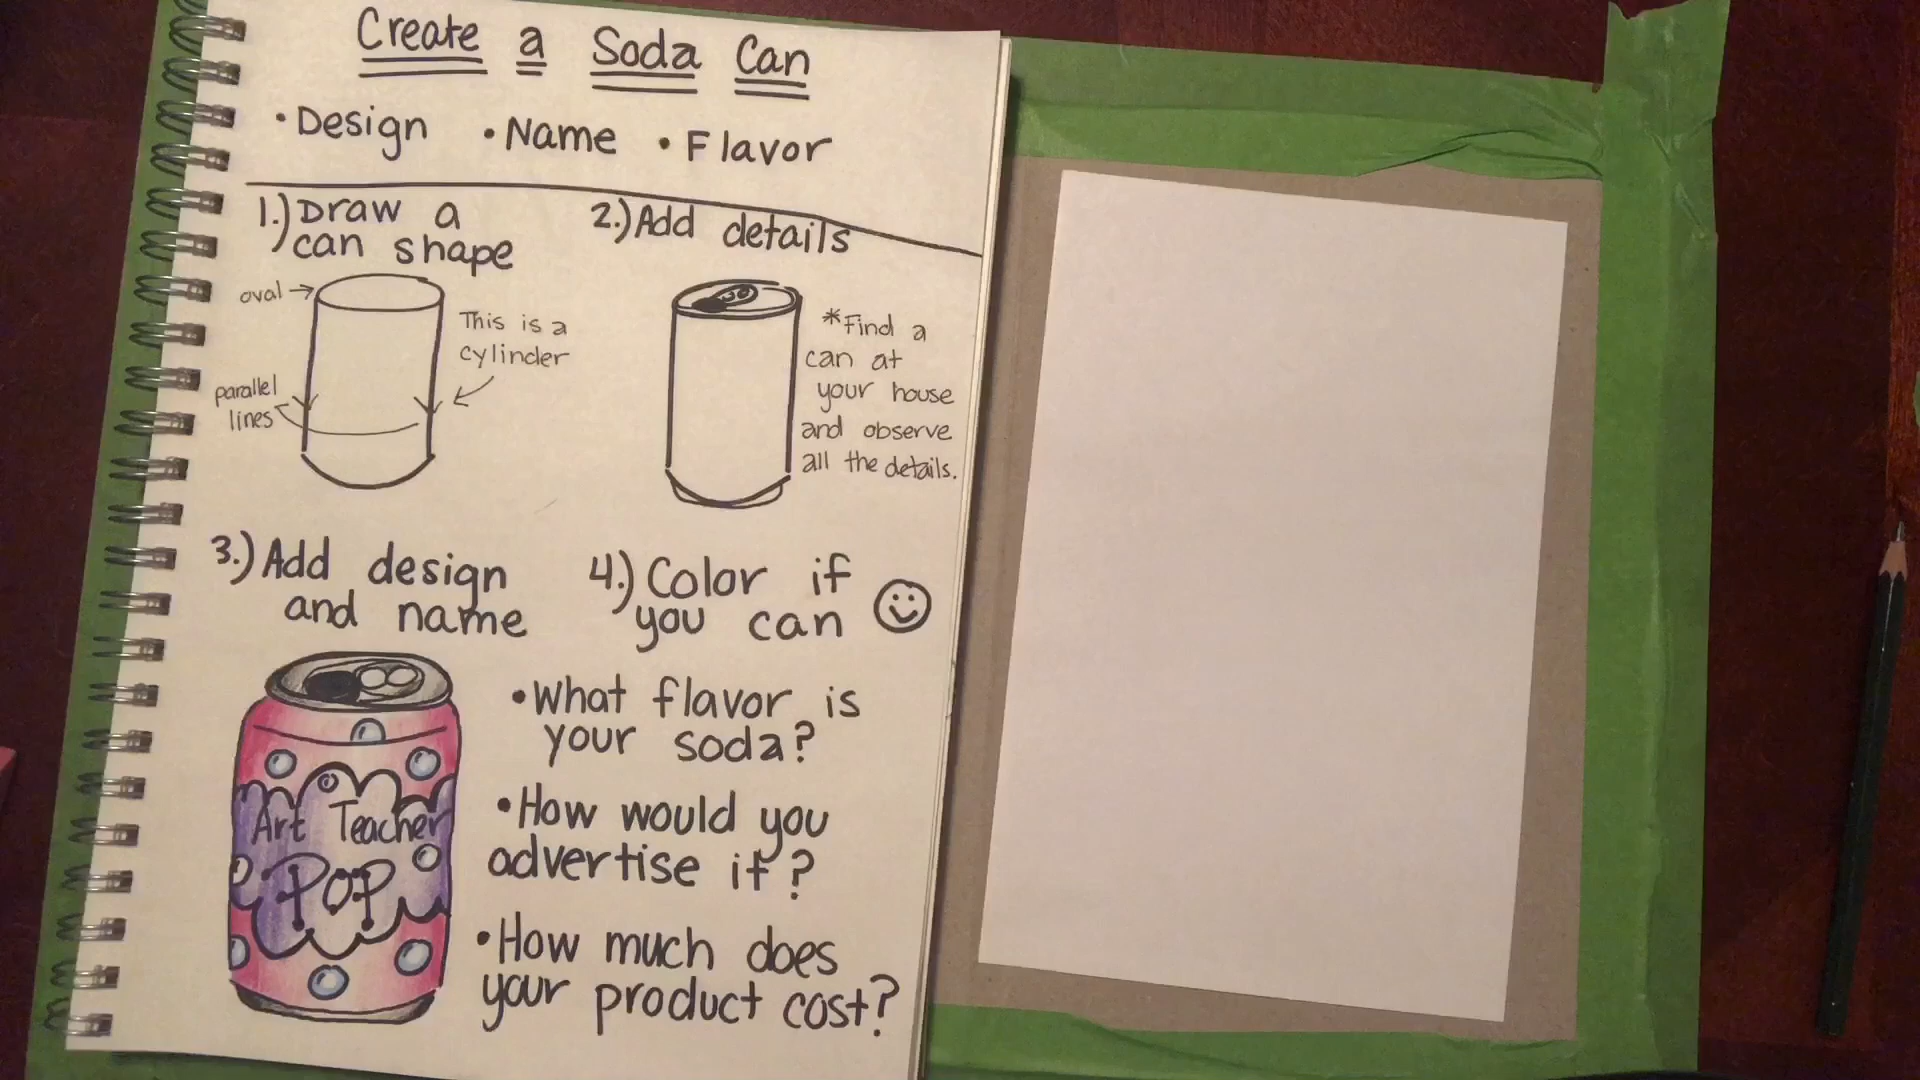 Create a Soda Can
• Design • Name • Flavor
1.) Draw a
can shape
oval →
This is a
cylinder
parallel
lines
2.) Add details
*Find a
can at
your house
and observe
all the details.
3.) Add design
and name
Art Teacher
POP
4.) Color if
you can
• What flavor is
your soda?
• How would you
advertise it?
• How much does
your product cost?